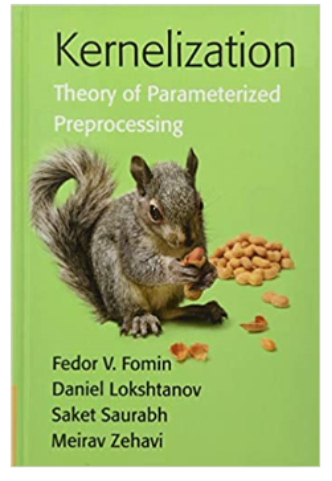 Kernelization
Theory of Parameterized
Preprocessing
Fedor V. Fomin
Daniel Lokshtanov
Saket Saurabh
Meirav Zehavi